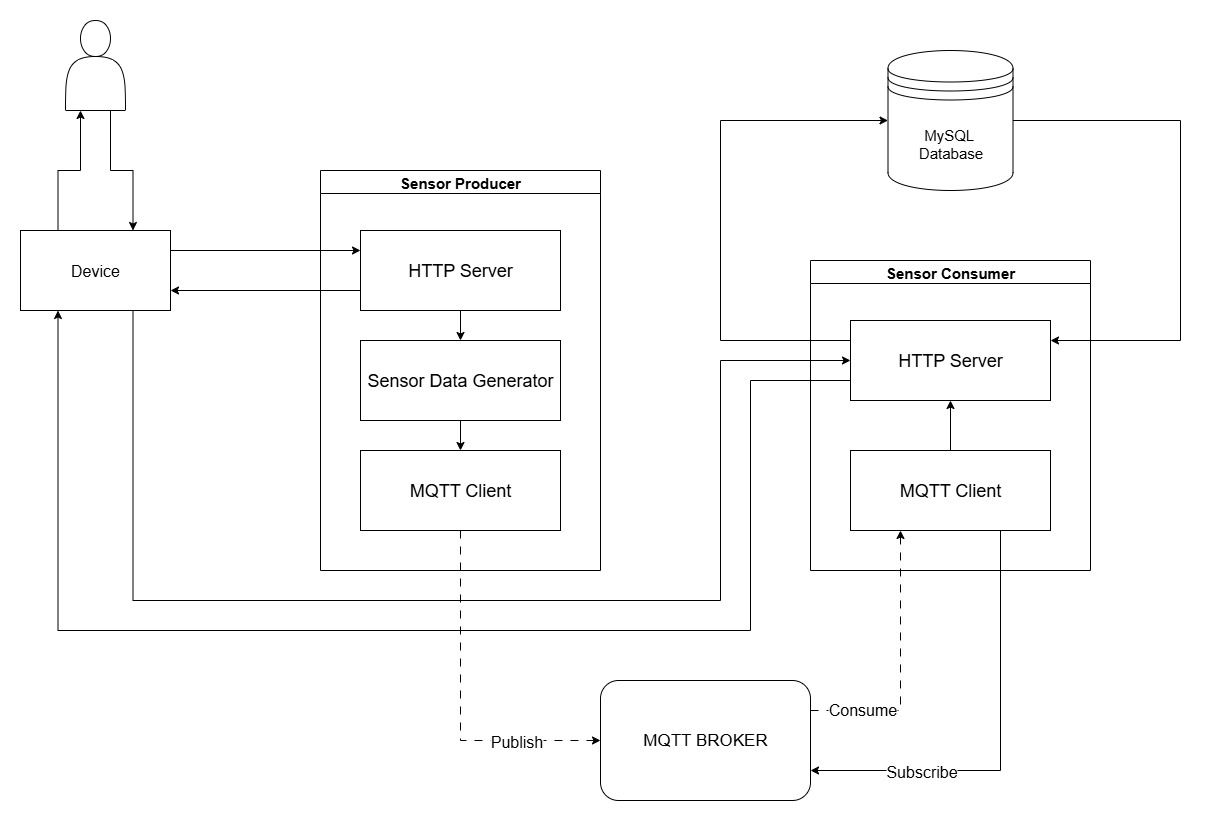 MySQL
Database
Sensor Producer
Device
HTTP Server
Sensor Data Generator
MQTT Client
Sensor Consumer
HTTP Server
MQTT Client
Publish
MQTT BROKER
Consume
Subscribe